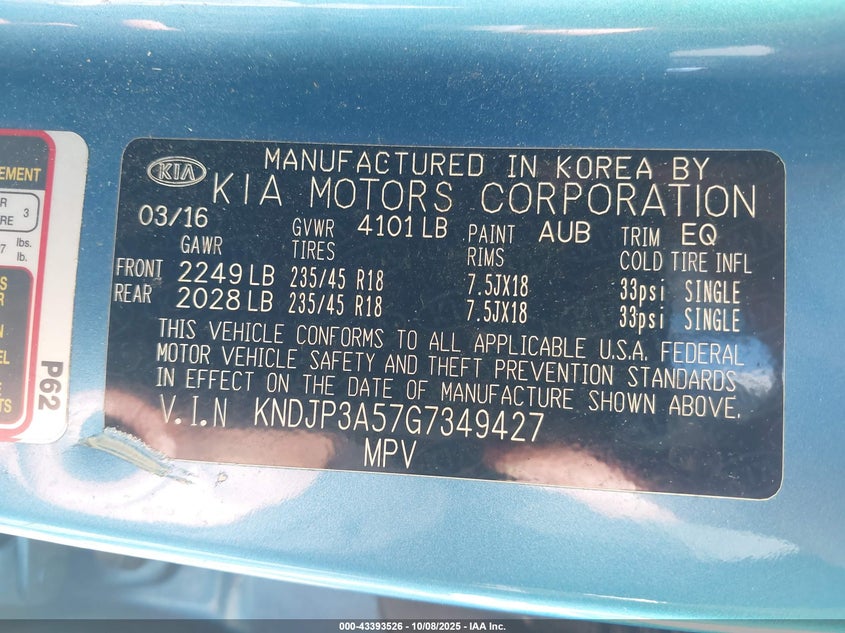 KIA
MANUFACTURED IN KOREA BY
KIA MOTORS CORPORATION
03/16 GVWR 4101 LB PAINT AUB TRIM EQ
GAWR TIRES RIMS COLD TIRE INFL
FRONT 2249 LB 235/45 R18 7.5JX18 33psi SINGLE
REAR 2028 LB 235/45 R18 7.5JX18 33psi SINGLE
THIS VEHICLE CONFORMS TO ALL APPLICABLE U.S.A. FEDERAL
MOTOR VEHICLE SAFETY AND THEFT PREVENTION STANDARDS
IN EFFECT ON THE DATE OF MANUFACTURE SHOWN ABOVE.
V.I.N KNDJP3A57G7349427
MPV
3
lbs.
lb.
P62
000-43393526 - 10/08/2025 - IAA Inc.